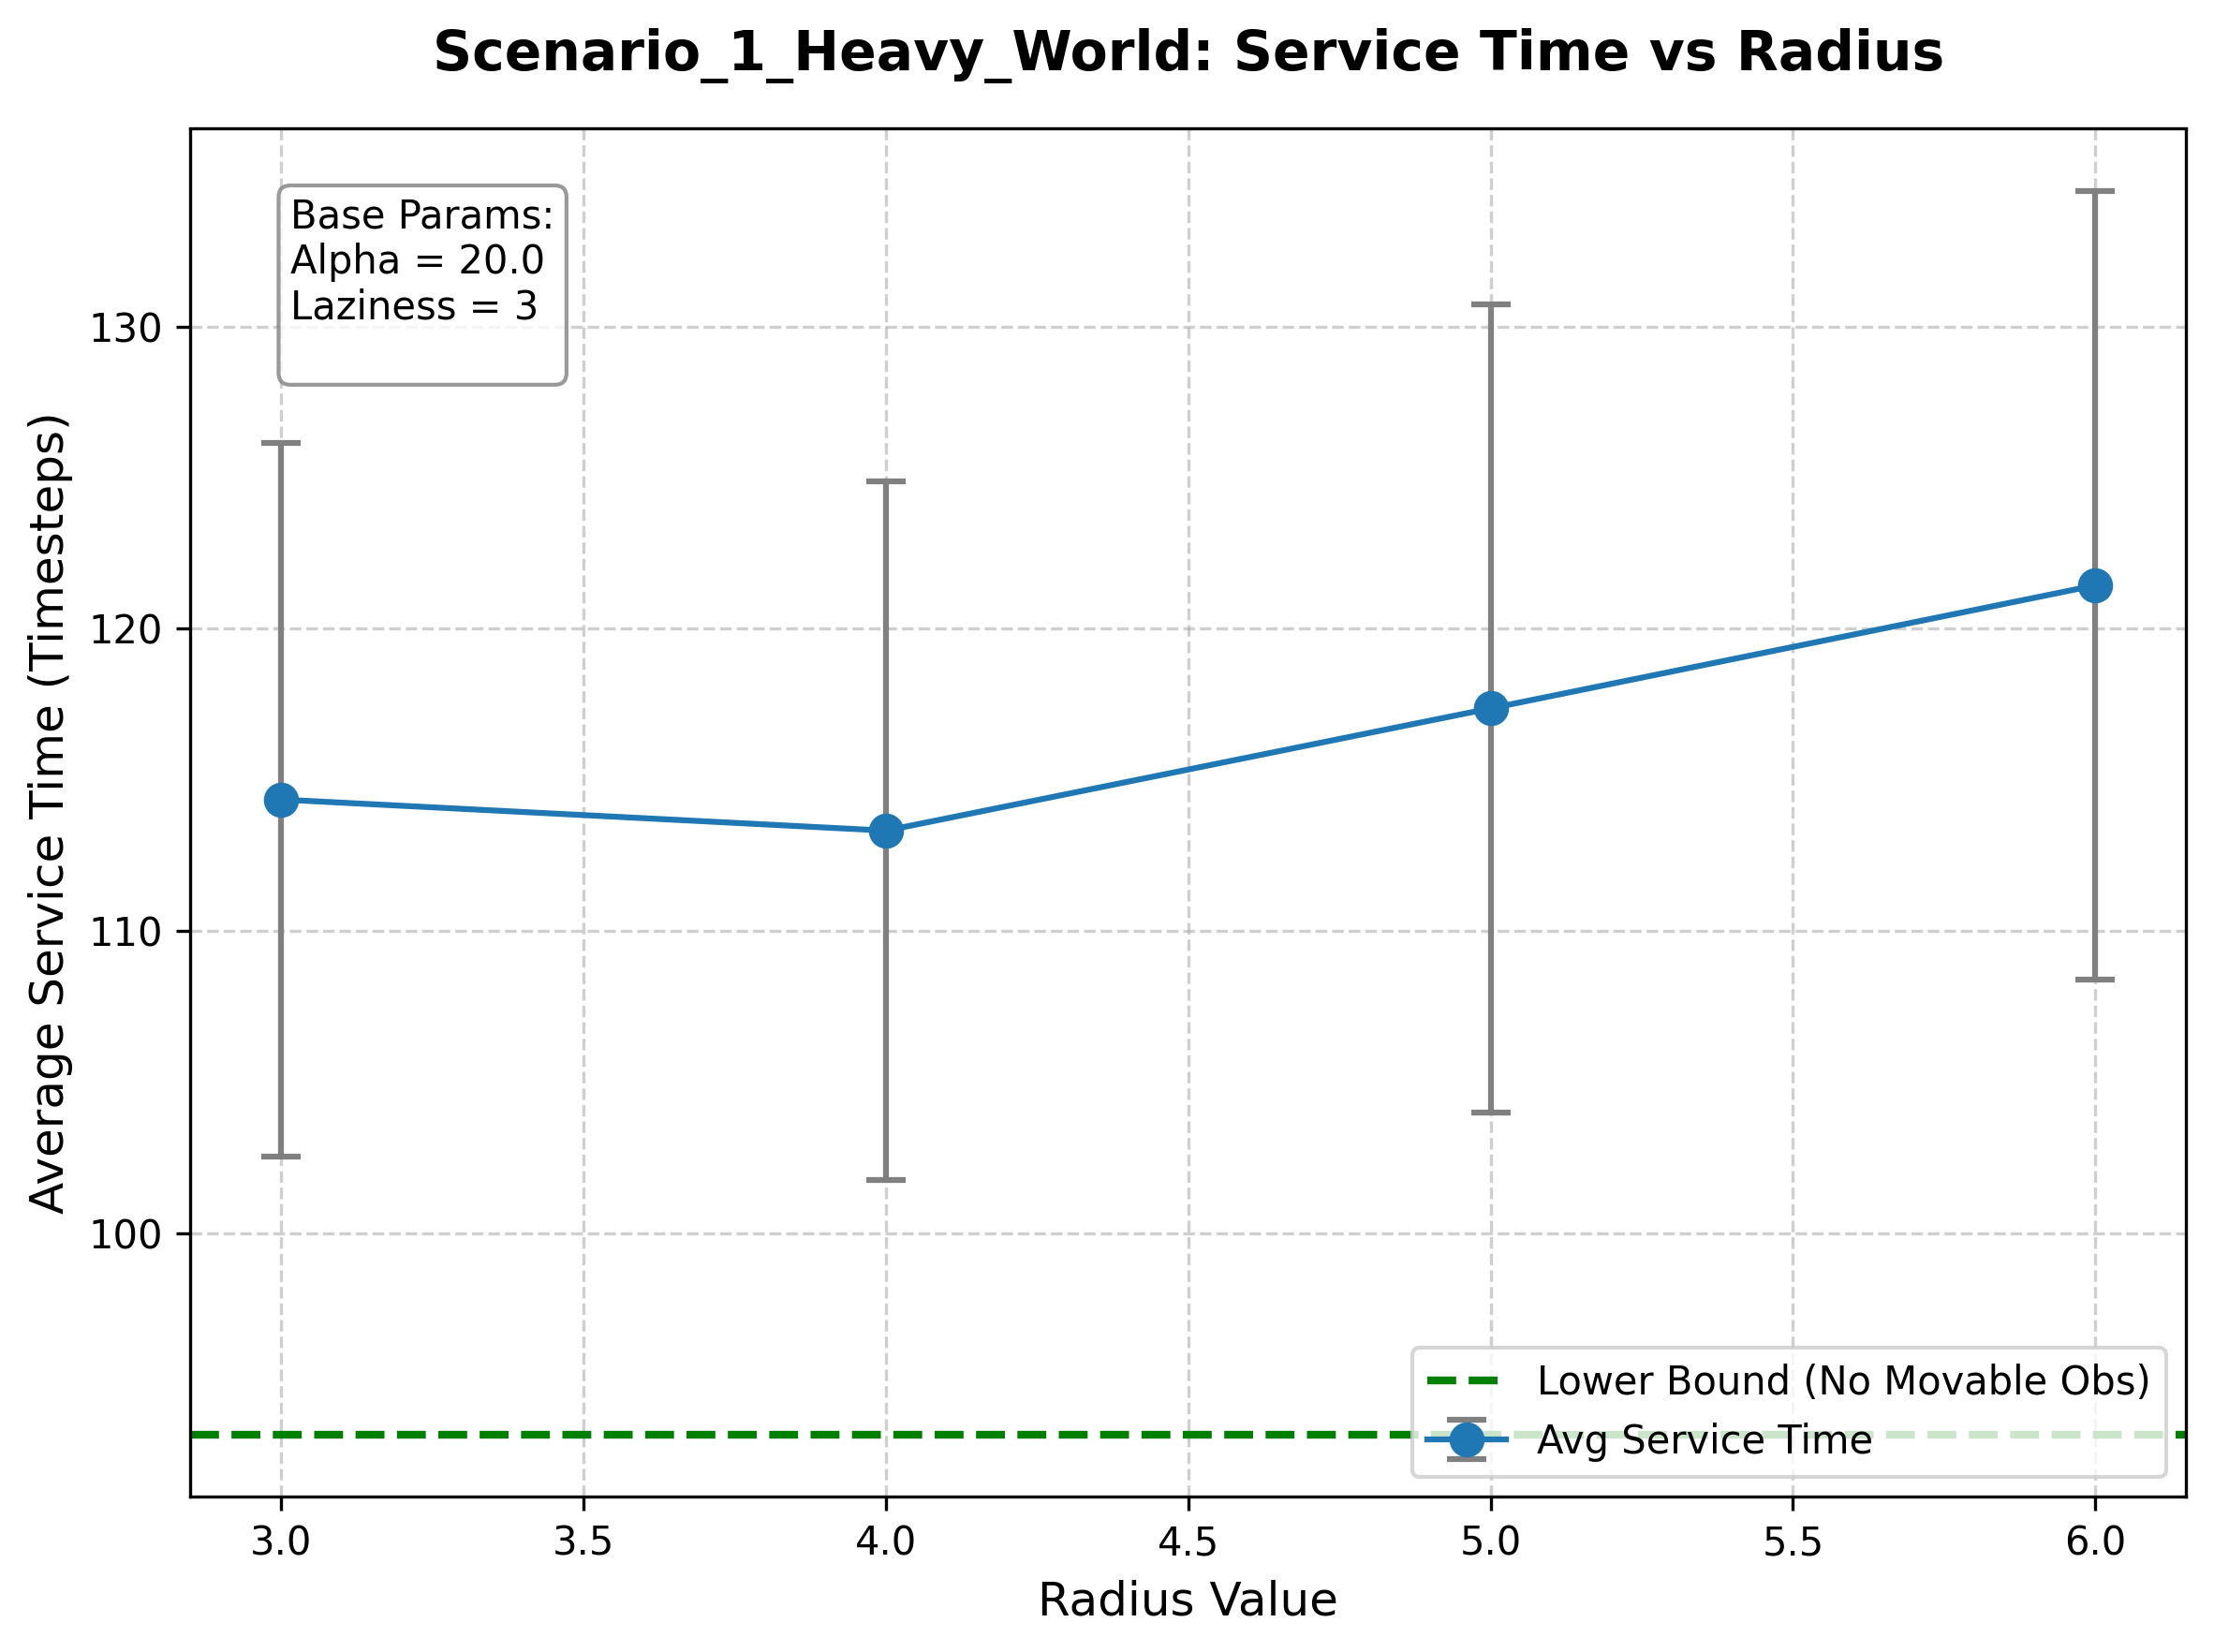 Scenario_1_Heavy_World: Service Time vs Radius
Base Params:
Alpha = 20.0
Laziness = 3
Average Service Time (Timesteps)
130
120
110
100
Lower Bound (No Movable Obs)
Avg Service Time
3.0 3.5 4.0 4.5 5.0 5.5 6.0
Radius Value